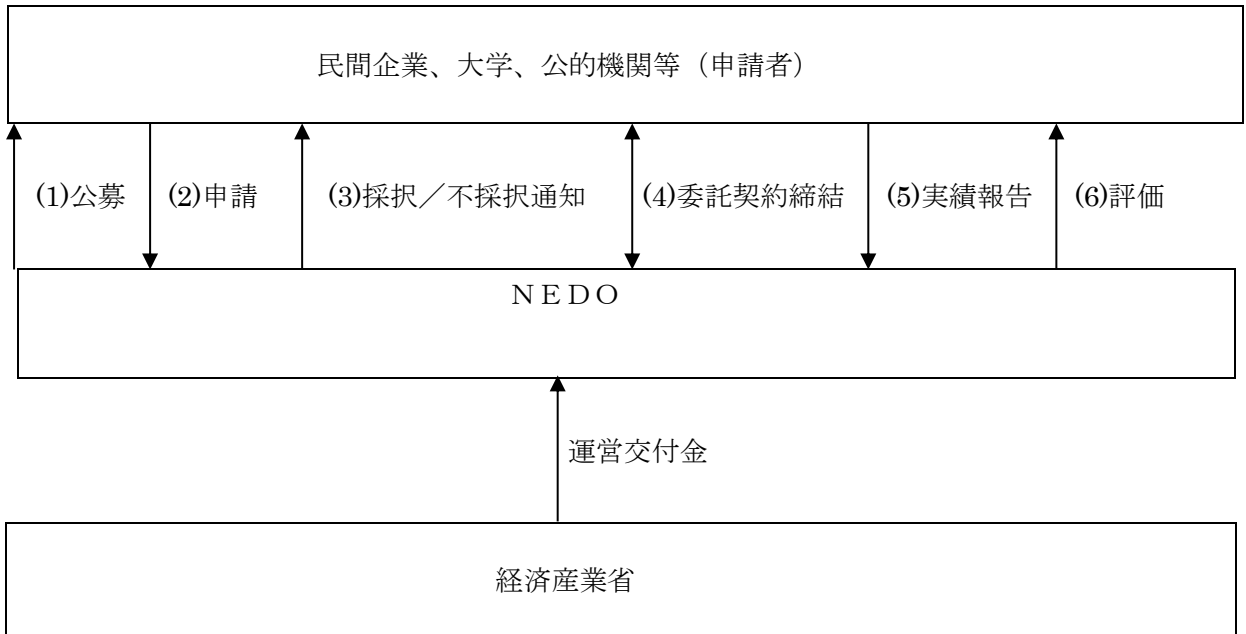 民間企業、大学、公的機関等（申請者）
(1)公募
(2)申請
(3)採択／不採択通知
(4)委託契約締結
(5)実績報告
(6)評価
ＮＥＤＯ
運営交付金
経済産業省